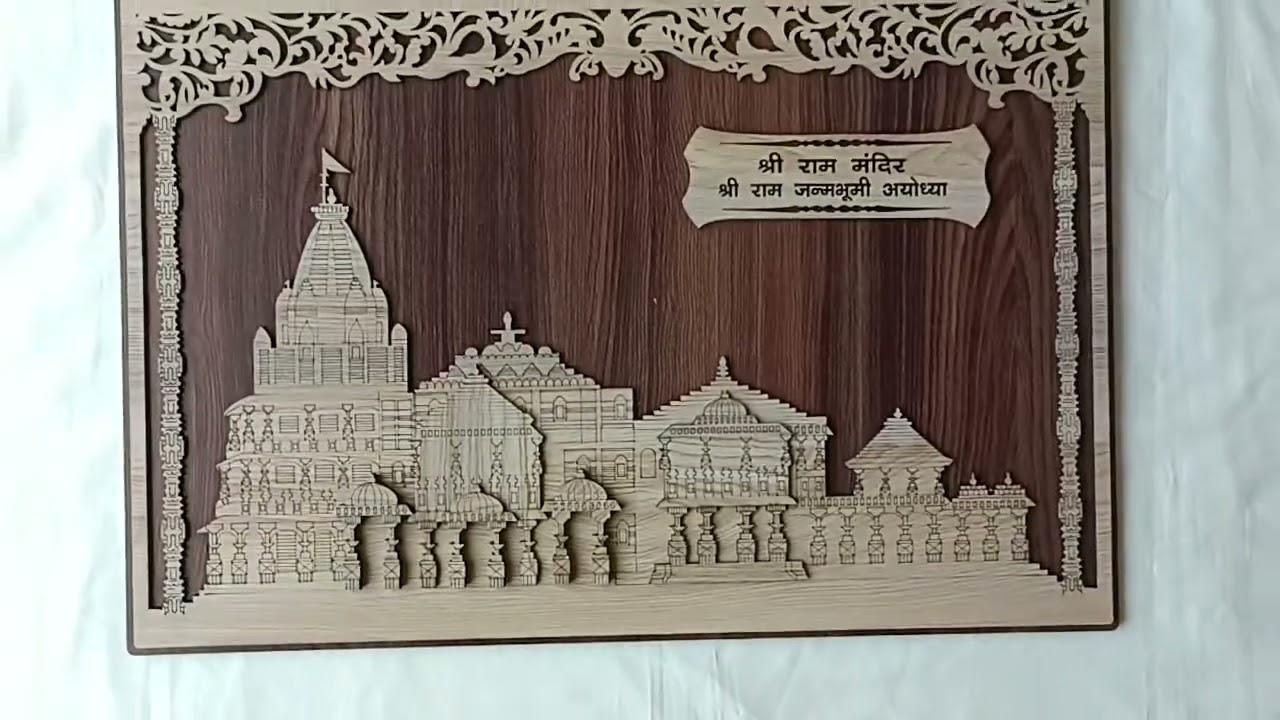 श्री राम मंदिर
श्री राम जन्मभूमी अयोध्या